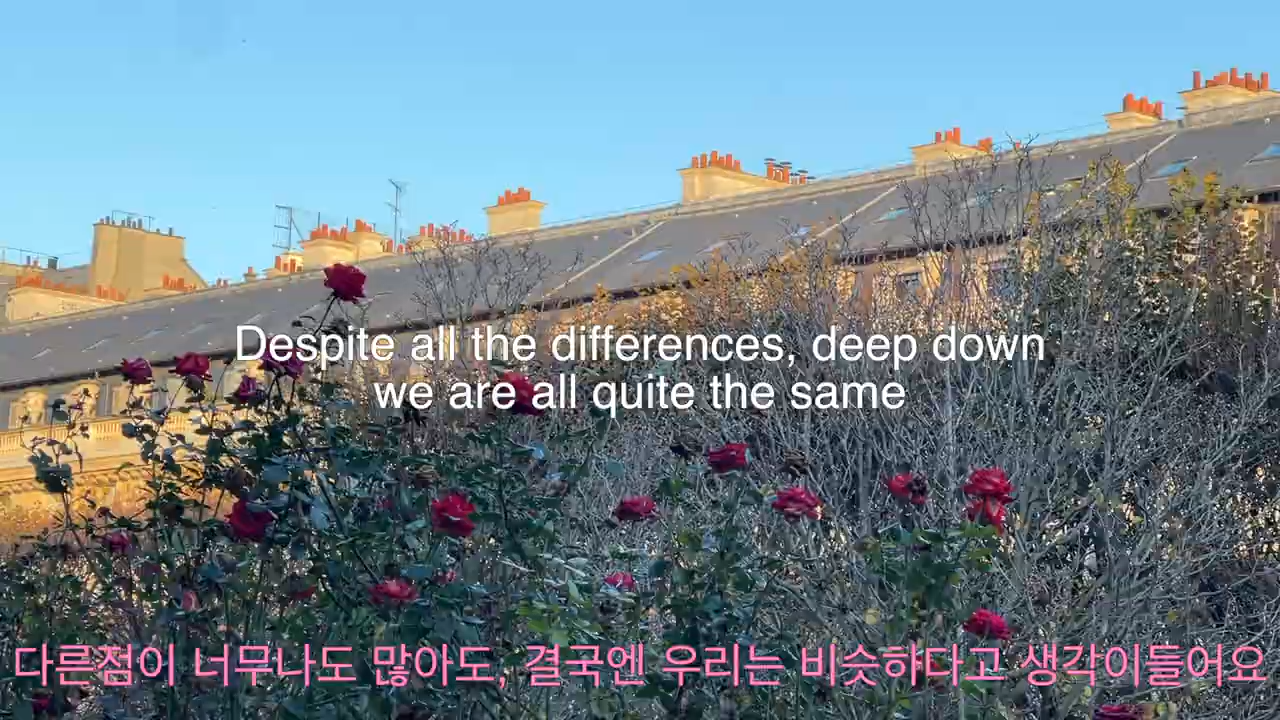 Despite all the differences, deep down
we are all quite the same
다른점이 너무나도 많아도, 결국엔 우리는 비슷하다고 생각이들어요